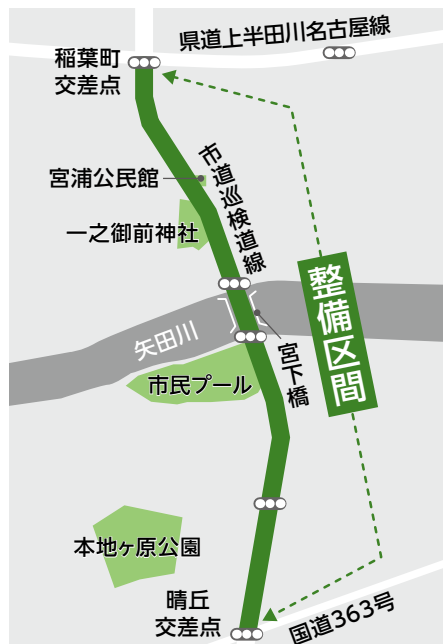 県道上半田川名古屋線
稲葉町
交差点
市道巡検道線
宮浦公民館
一之御前神社
整備区間
矢田川
宮下橋
市民プール
本地ヶ原公園
晴丘
交差点
国道363号